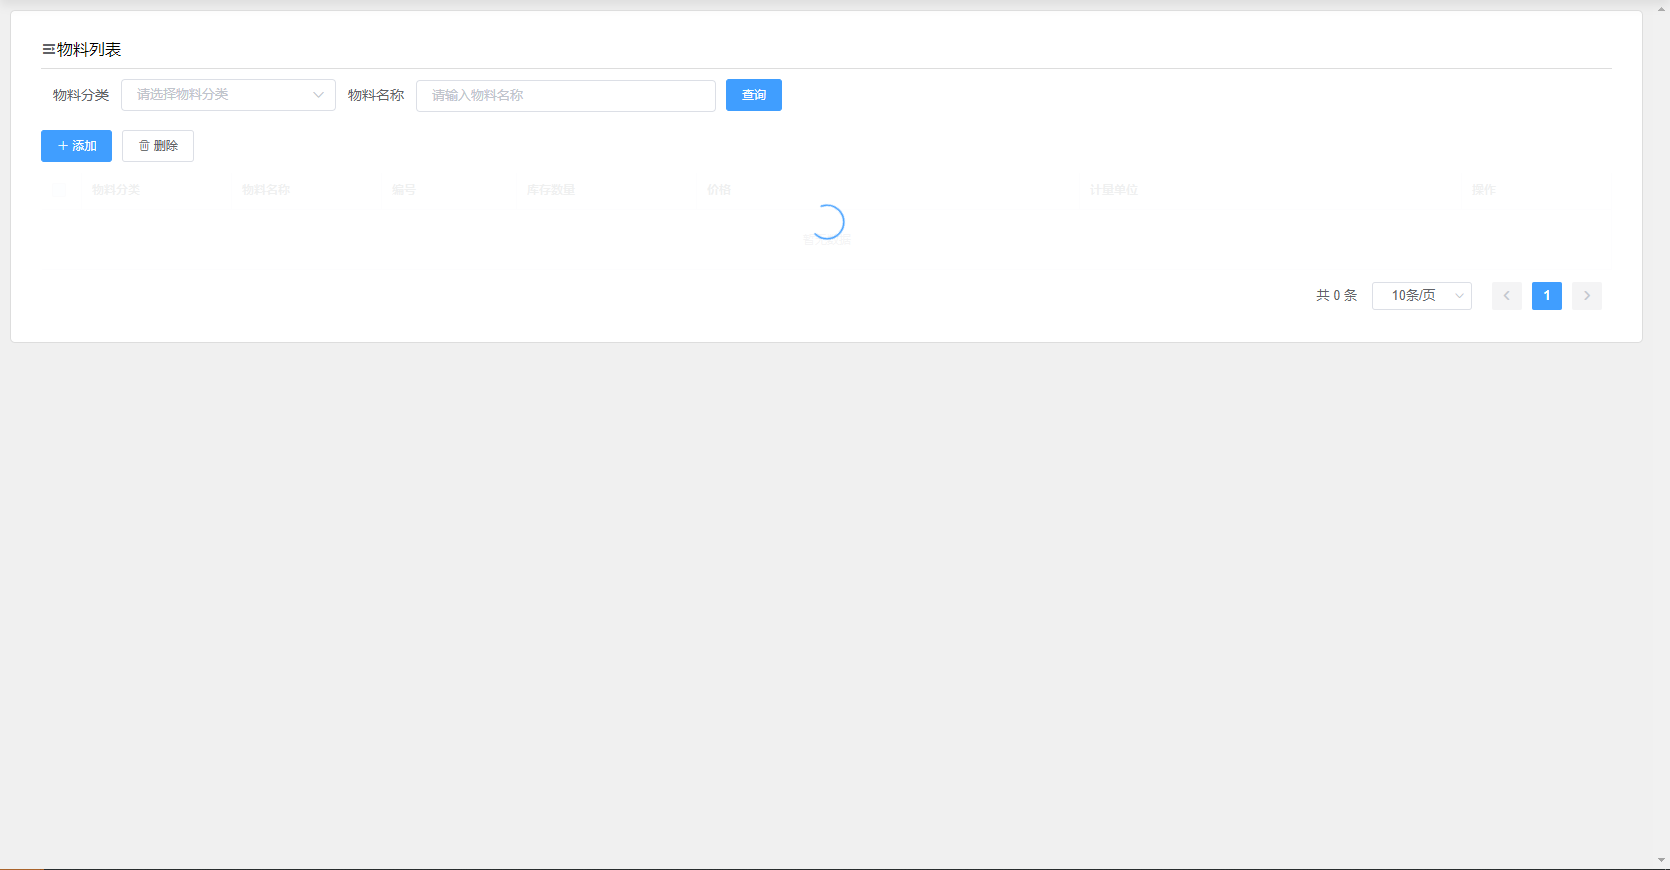 物料列表
物料分类 请选择物料分类 物料名称 请输入物料名称 查询
添加 删除
物料分类 物料名称 编号 库存数量 价格 计量单位 操作
共 0 条 10条/页 1